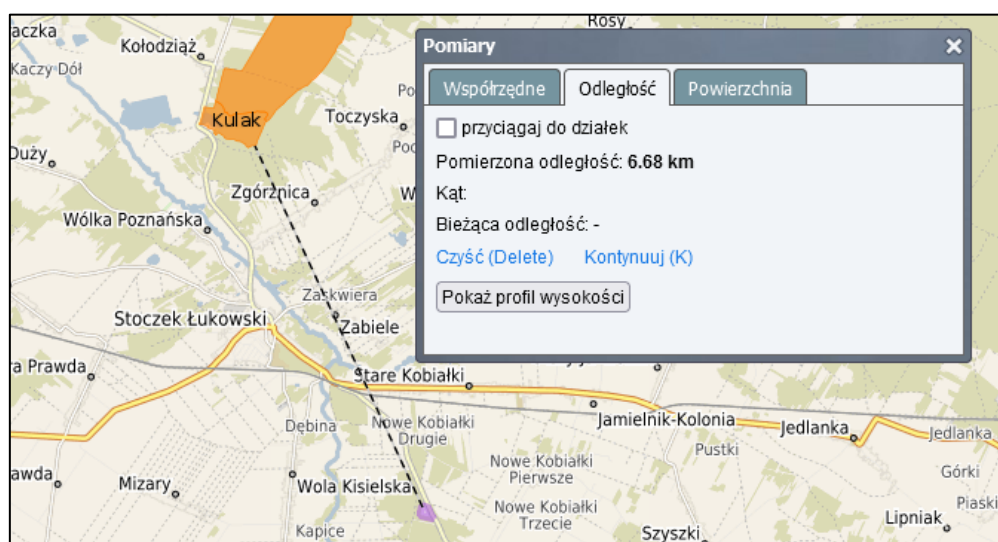 Rosy
aczka
Kołodziąż
Kaczy Dół
Kulak
Toczyska
Po
Poc
Duży
Zgórznica
W
Wólka Poznańska
Zaskwiera
Stoczek Łukowski
Zabiele
a Prawda
Stare Kobiałki
Jamielnik-Kolonia
Dębina
Nowe Kobiałki
Drugie
Jedlanka
Jedlanka
Pustki
awda
Mizary
Wola Kisielska
Nowe Kobiałki
Pierwsze
Górki
Nowe Kobiałki
Trzecie
Piaski
Kapice
Szyszki
Lipniak
Pomiary
Współrzędne
Odległość
Powierzchnia
przyciągaj do działek
Pomierzona odległość: 6.68 km
Kąt:
Bieżąca odległość: -
Czyść (Delete) Kontynuuj (K)
Pokaż profil wysokości